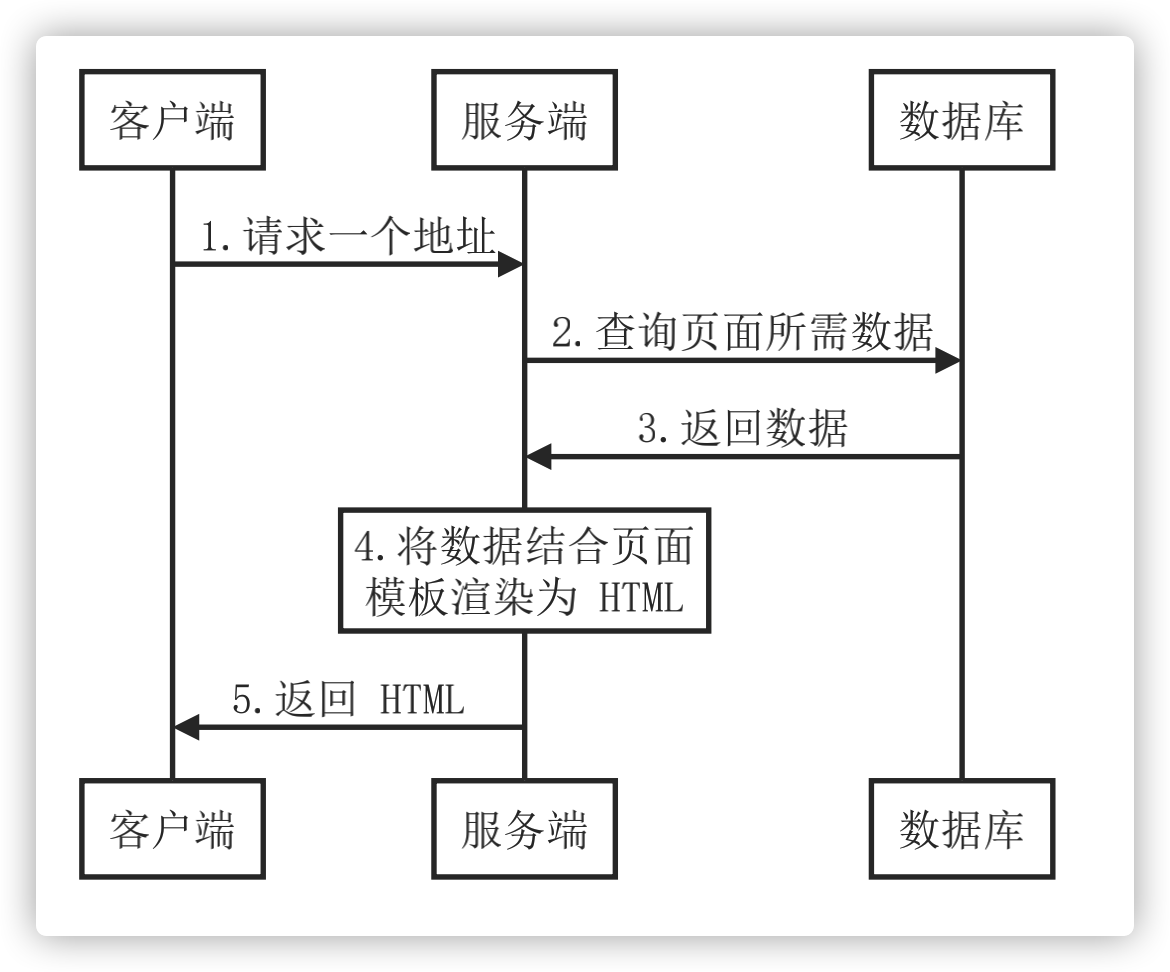 客户端
服务端
数据库
1.请求一个地址
2.查询页面所需数据
3.返回数据
4.将数据结合页面
模板渲染为 HTML
5.返回 HTML
客户端
服务端
数据库